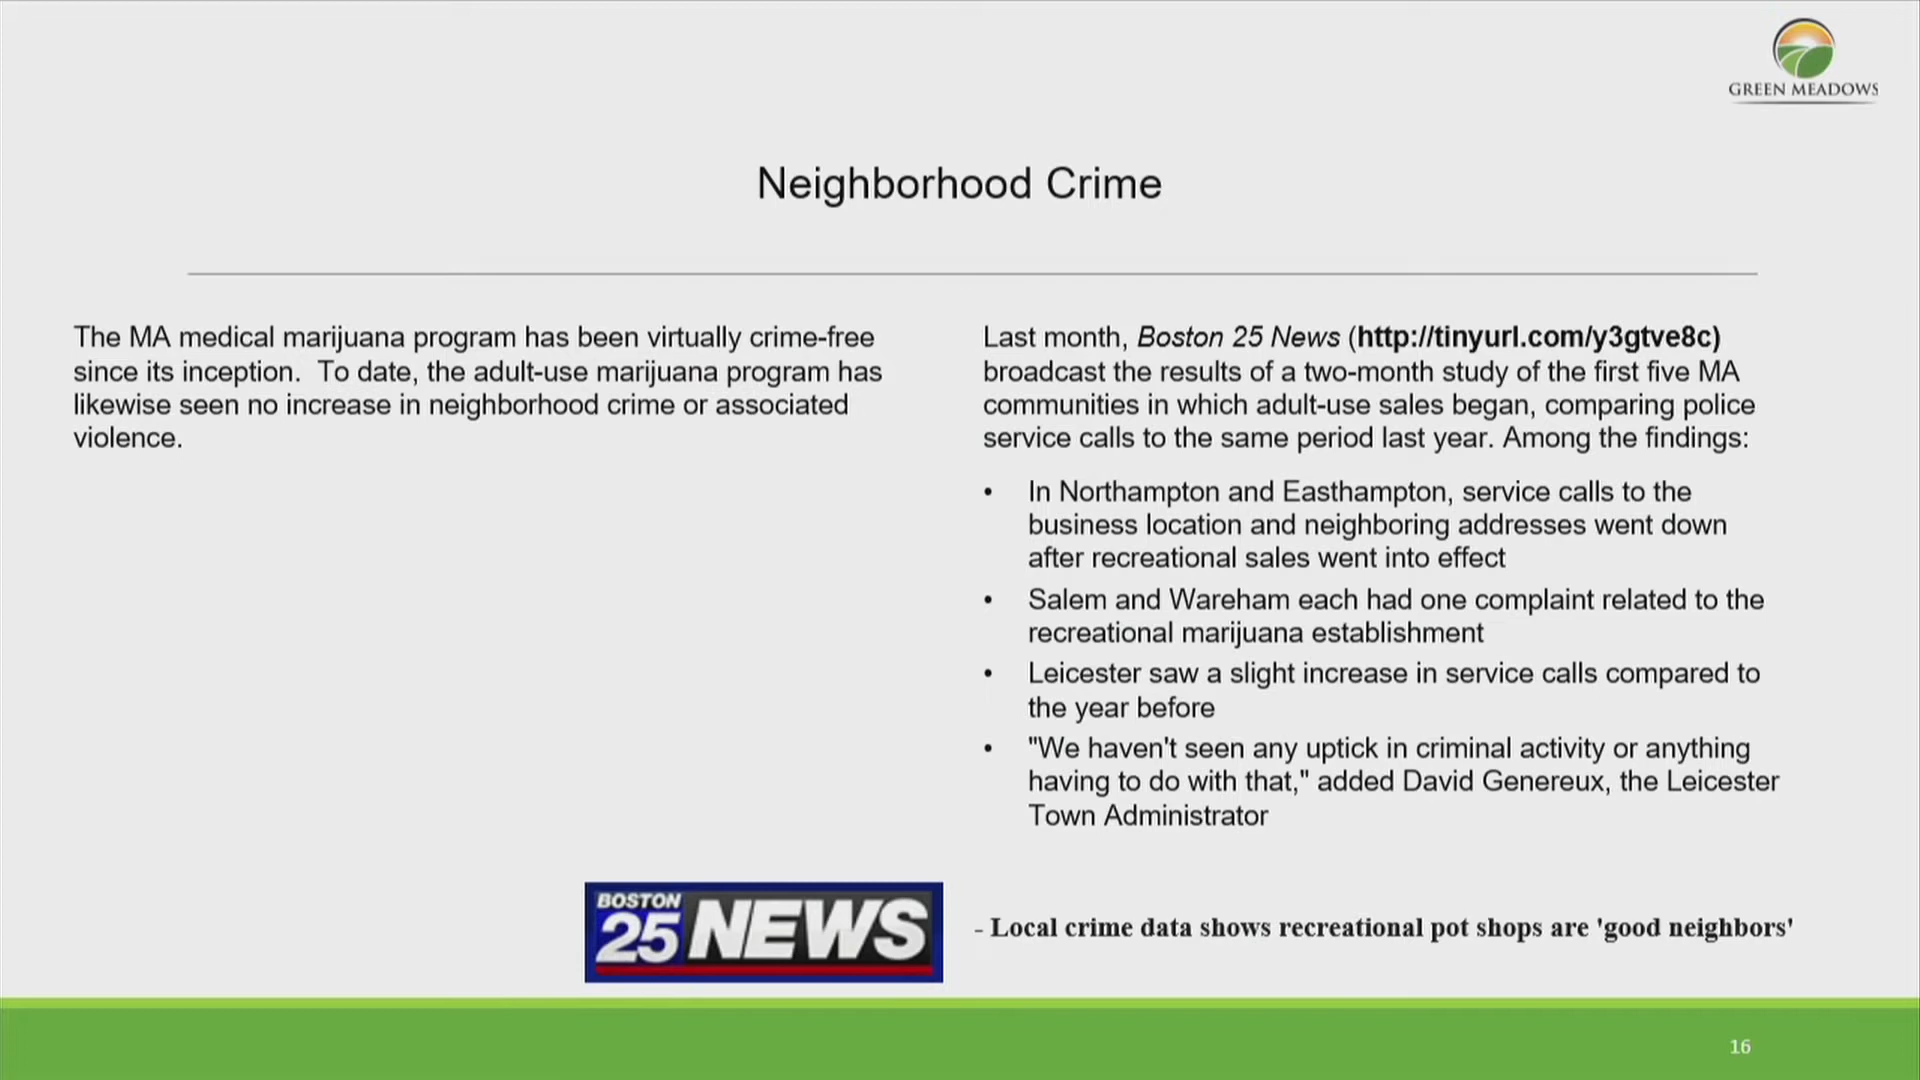 GREEN MEADOWS
Neighborhood Crime
The MA medical marijuana program has been virtually crime-free
since its inception.  To date, the adult-use marijuana program has
likewise seen no increase in neighborhood crime or associated
violence.
Last month, Boston 25 News (http://tinyurl.com/y3gtve8c)
broadcast the results of a two-month study of the first five MA
communities in which adult-use sales began, comparing police
service calls to the same period last year. Among the findings:
• In Northampton and Easthampton, service calls to the
business location and neighboring addresses went down
after recreational sales went into effect
• Salem and Wareham each had one complaint related to the
recreational marijuana establishment
• Leicester saw a slight increase in service calls compared to
the year before
• "We haven't seen any uptick in criminal activity or anything
having to do with that," added David Genereux, the Leicester
Town Administrator
BOSTON
25 NEWS
- Local crime data shows recreational pot shops are 'good neighbors'
16